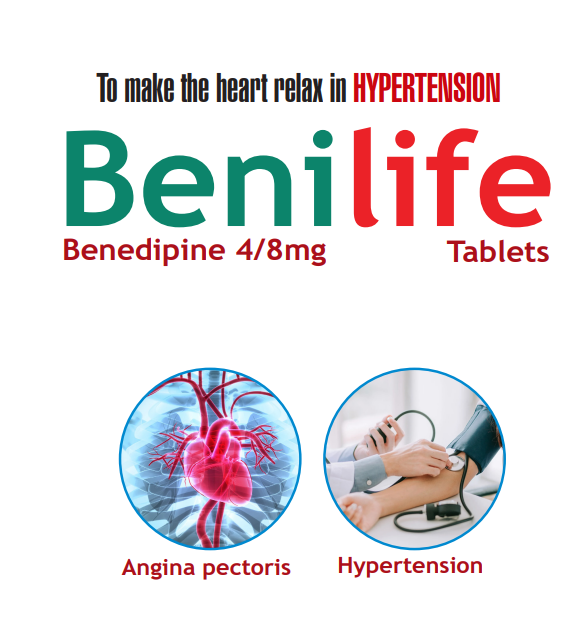 To make the heart relax in HYPERTENSION
Benilife
Benedipine 4/8mg Tablets
Angina pectoris Hypertension